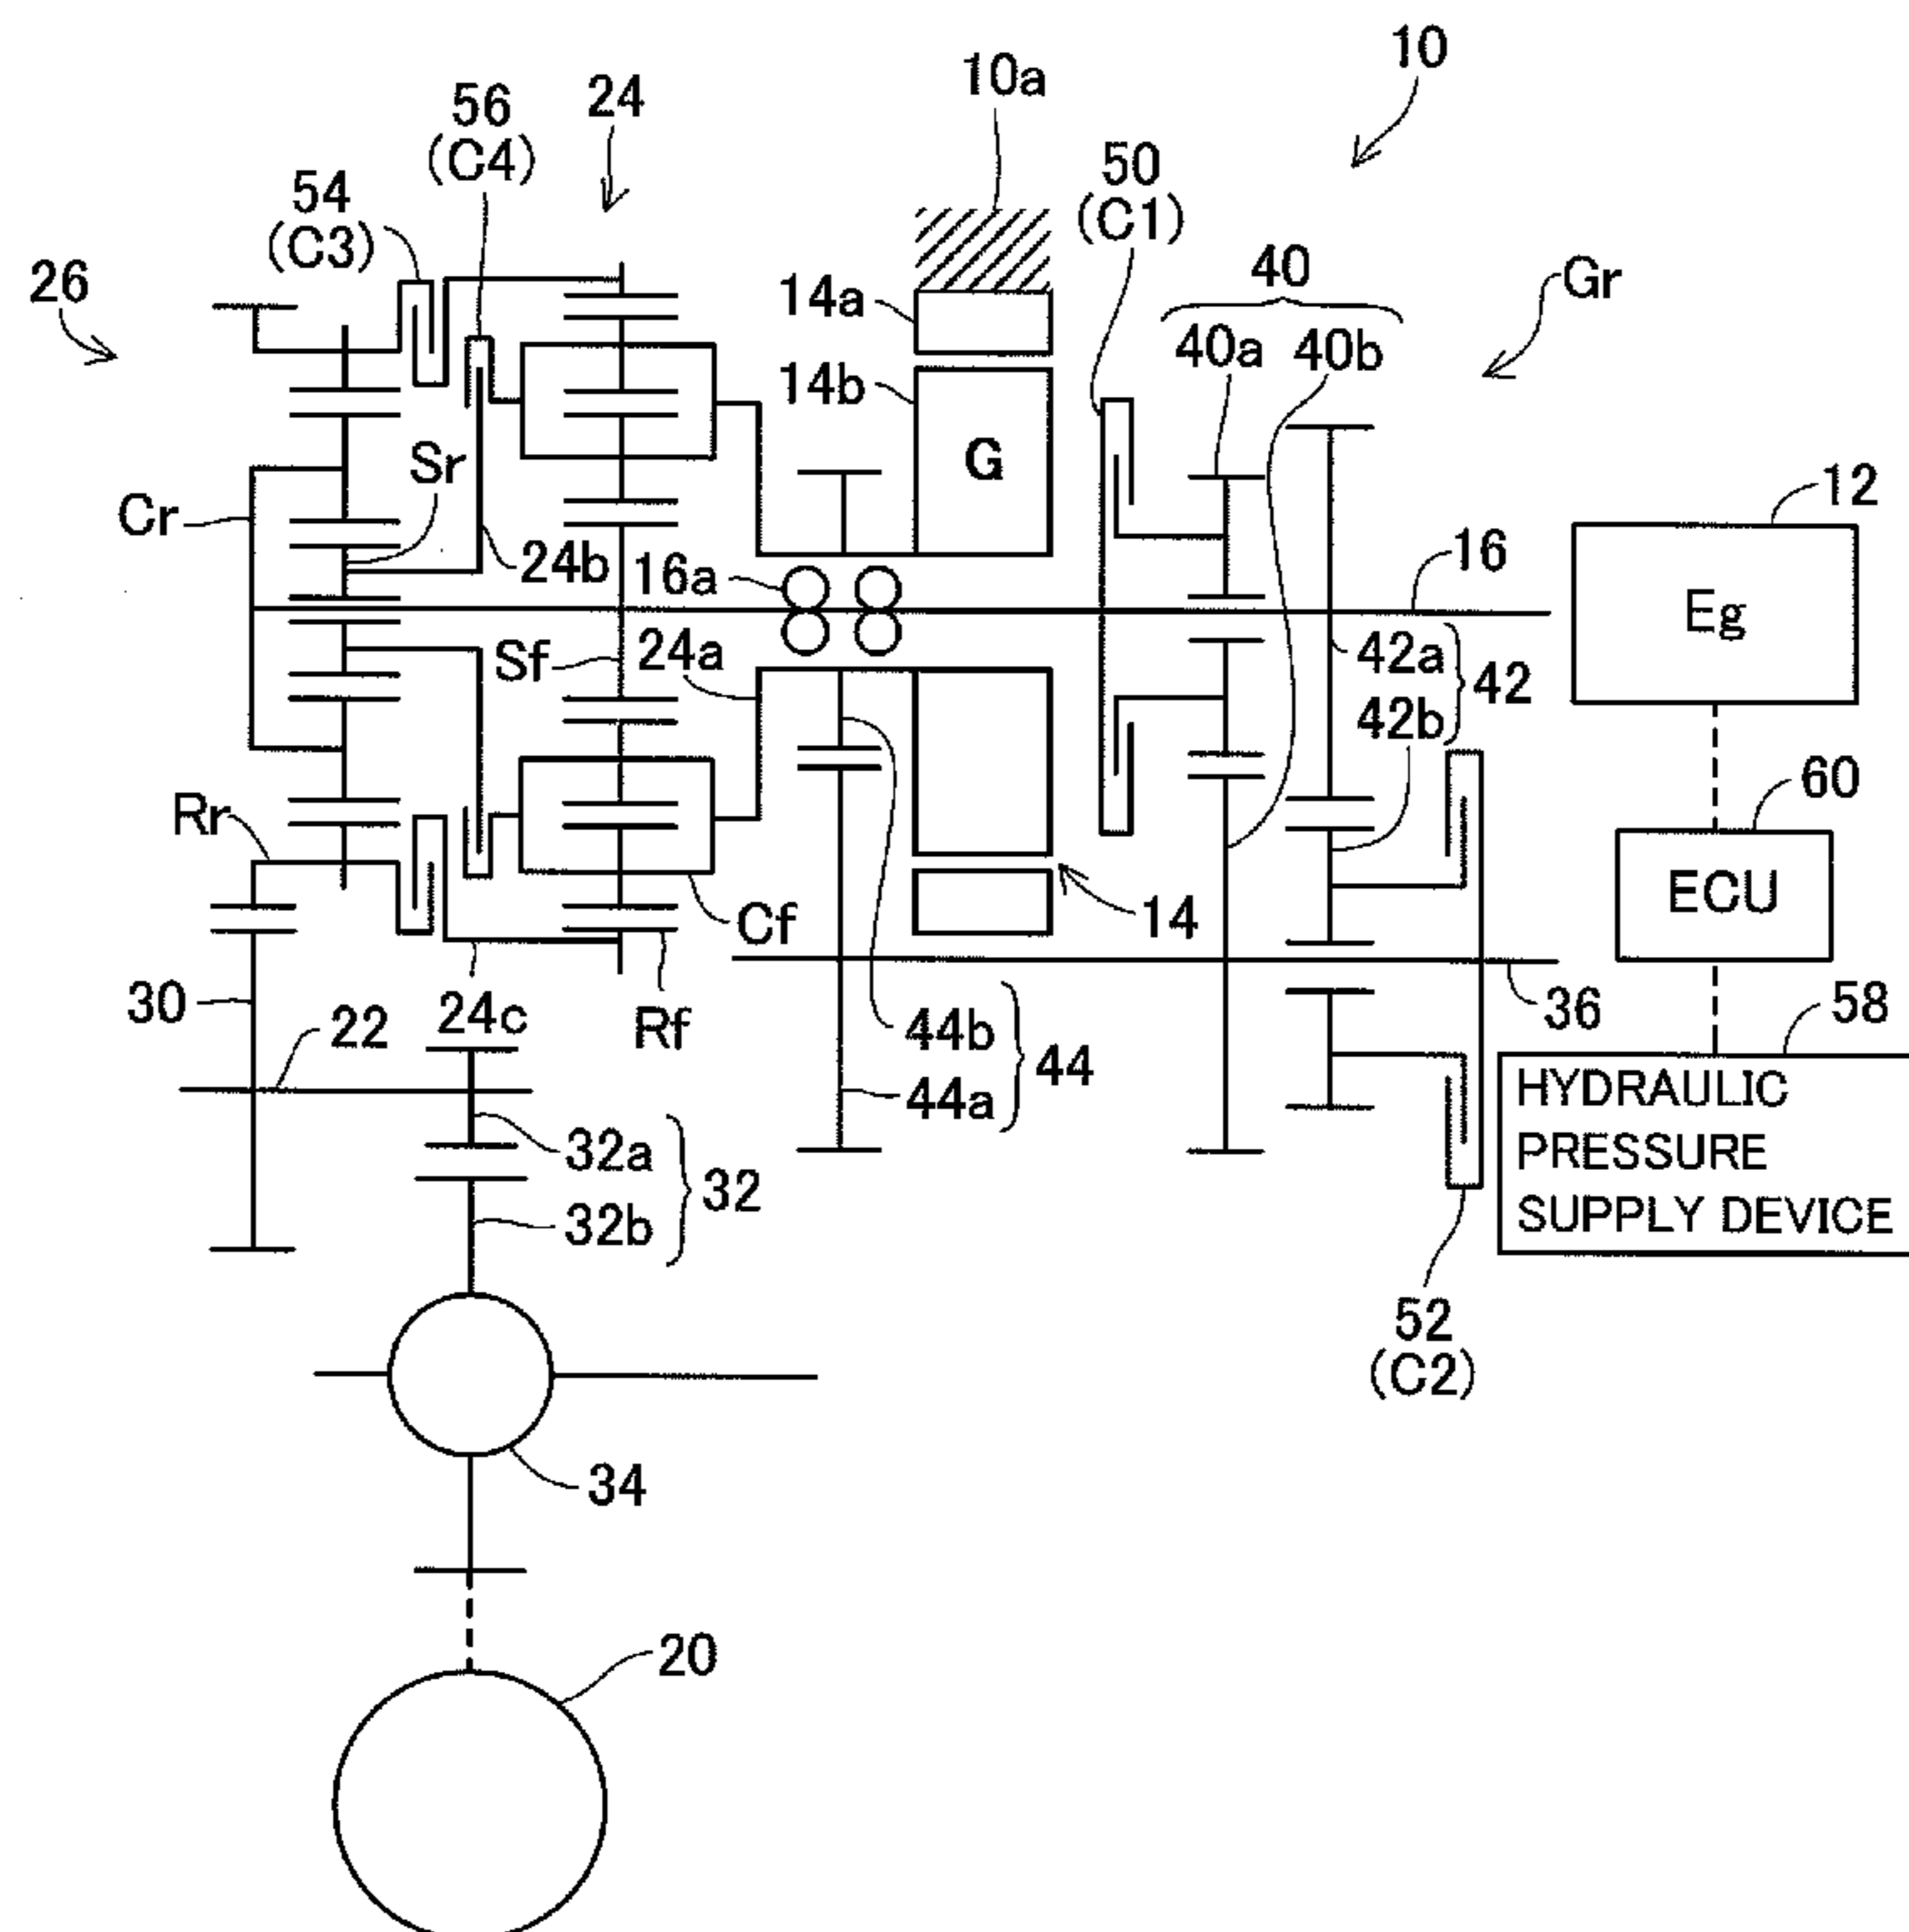 10
10a
56
(C4)
24
50
(C1)
54
(C3)
40
Gr
26
14a
40a
40b
14b
G
Sr
12
Cr
24b
16a
16
Eg
Sf
24a
42a
42
42b
60
Rr
ECU
Cf
14
30
22
24c
Rf
44b
44
36
58
44a
HYDRAULIC
PRESSURE
SUPPLY DEVICE
32a
32
32b
52
(C2)
34
20